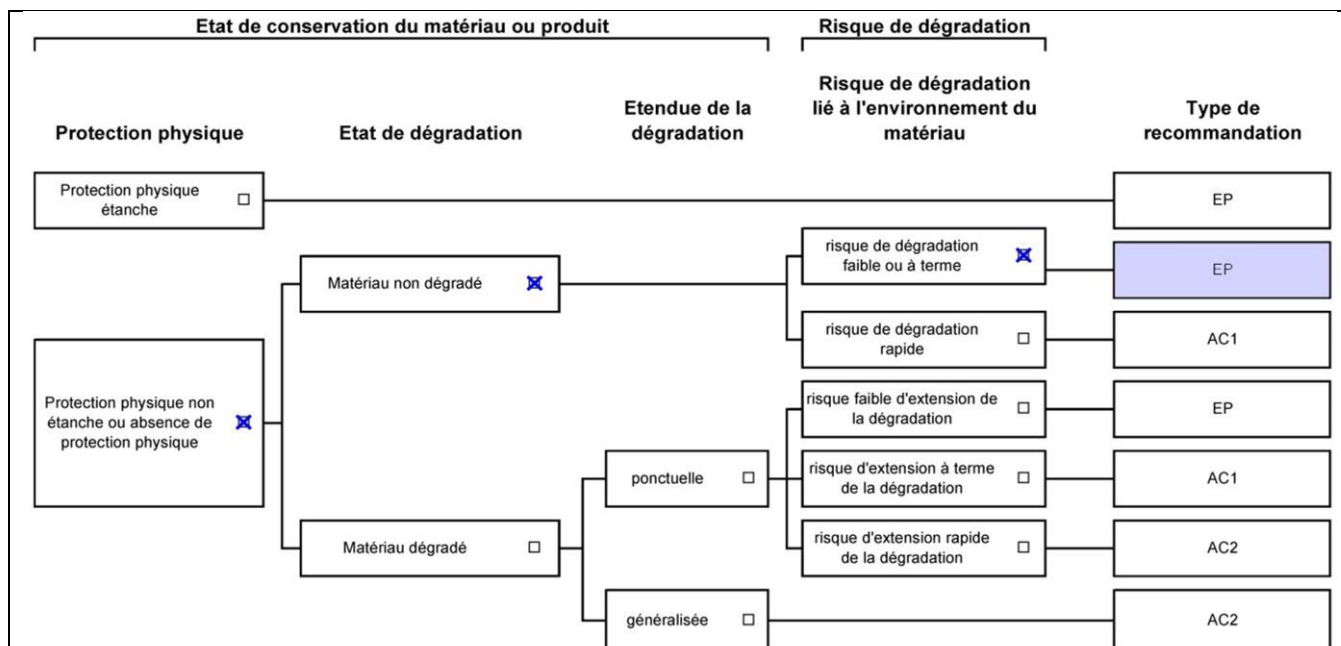 Etat de conservation du matériau ou produit
Risque de dégradation
Protection physique
Etat de dégradation
Etendue de la
dégradation
Risque de dégradation
lié à l'environnement du
matériau
Type de
recommandation
Protection physique
étanche
EP
risque de dégradation
faible ou à terme
EP
Matériau non dégradé
risque de dégradation
rapide
AC1
Protection physique non
étanche ou absence de
protection physique
risque faible d'extension de
la dégradation
EP
ponctuelle
risque d'extension à terme
de la dégradation
AC1
Matériau dégradé
risque d'extension rapide
de la dégradation
AC2
généralisée
AC2